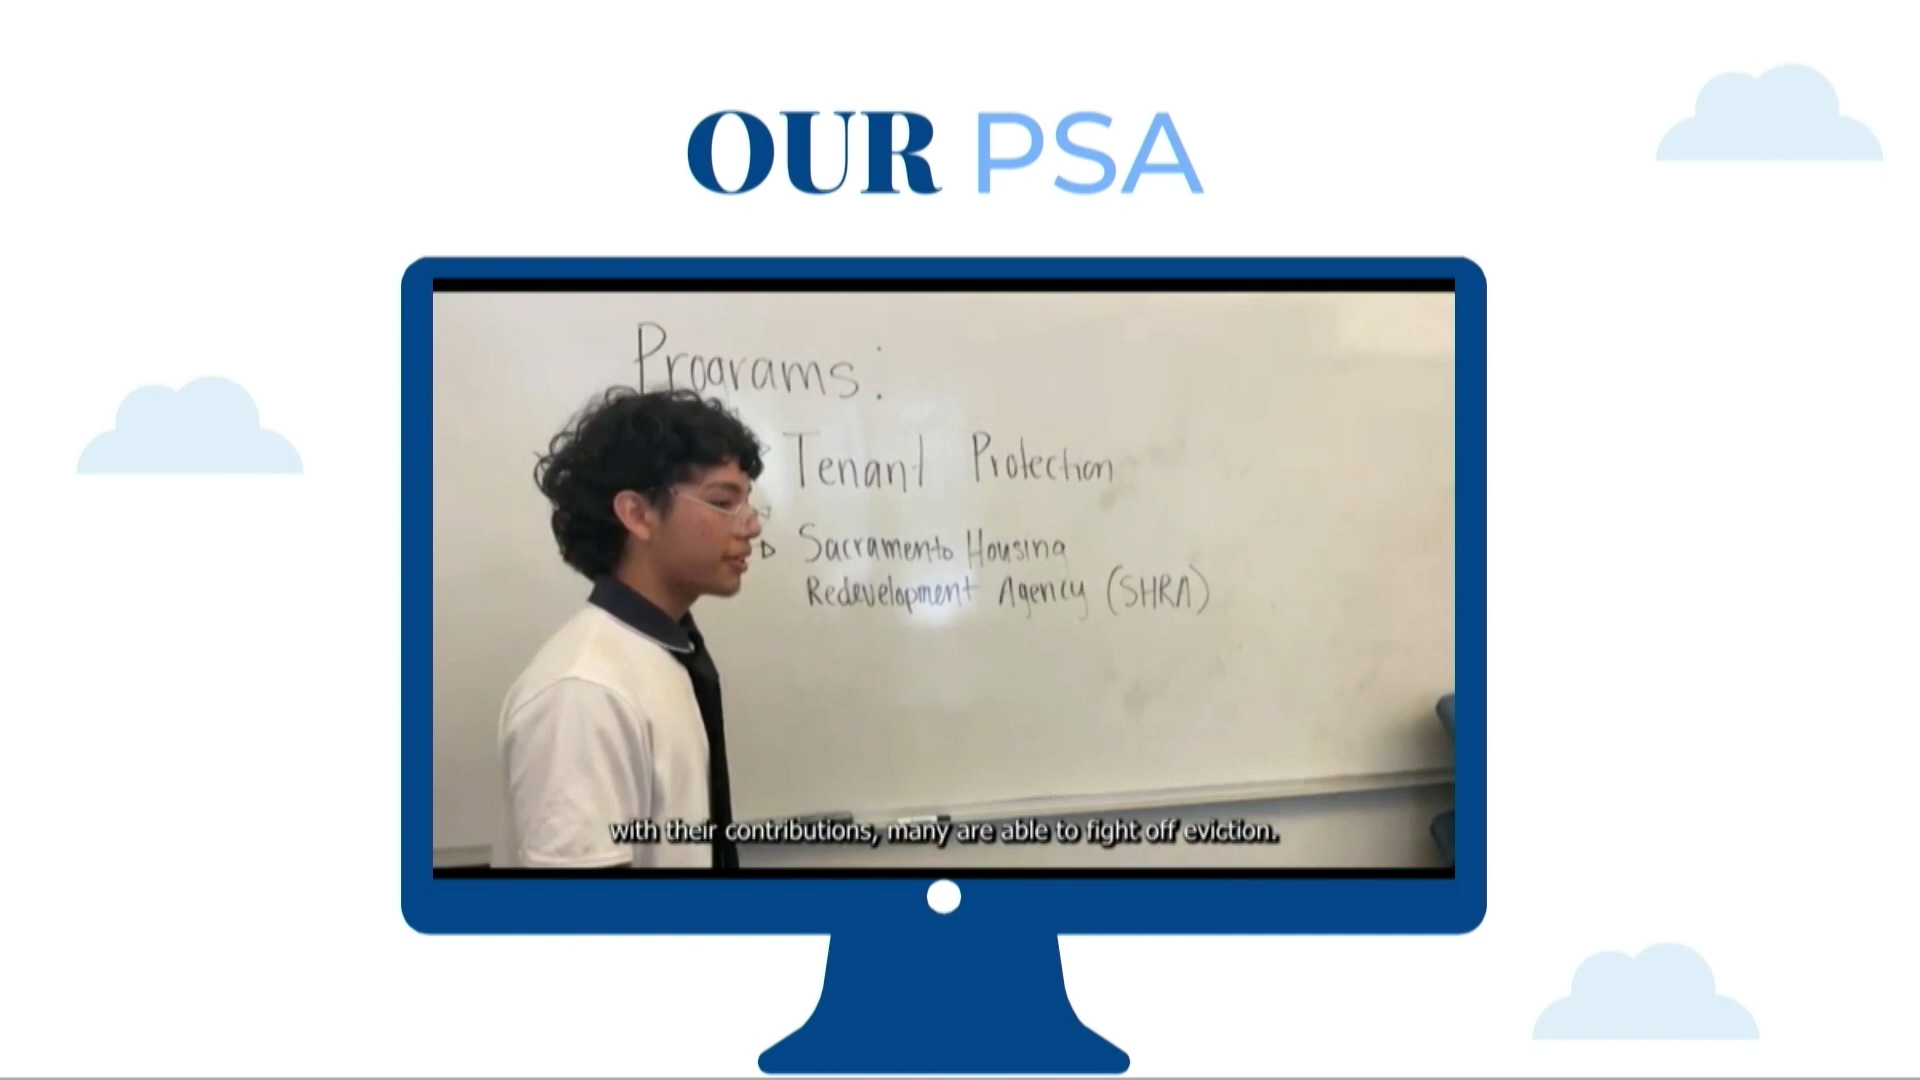 OUR PSA
Programs:
Tenant Protection
Sacramento Housing
Redevelopment Agency (SHRA)
with their contributions, many are able to fight off eviction.